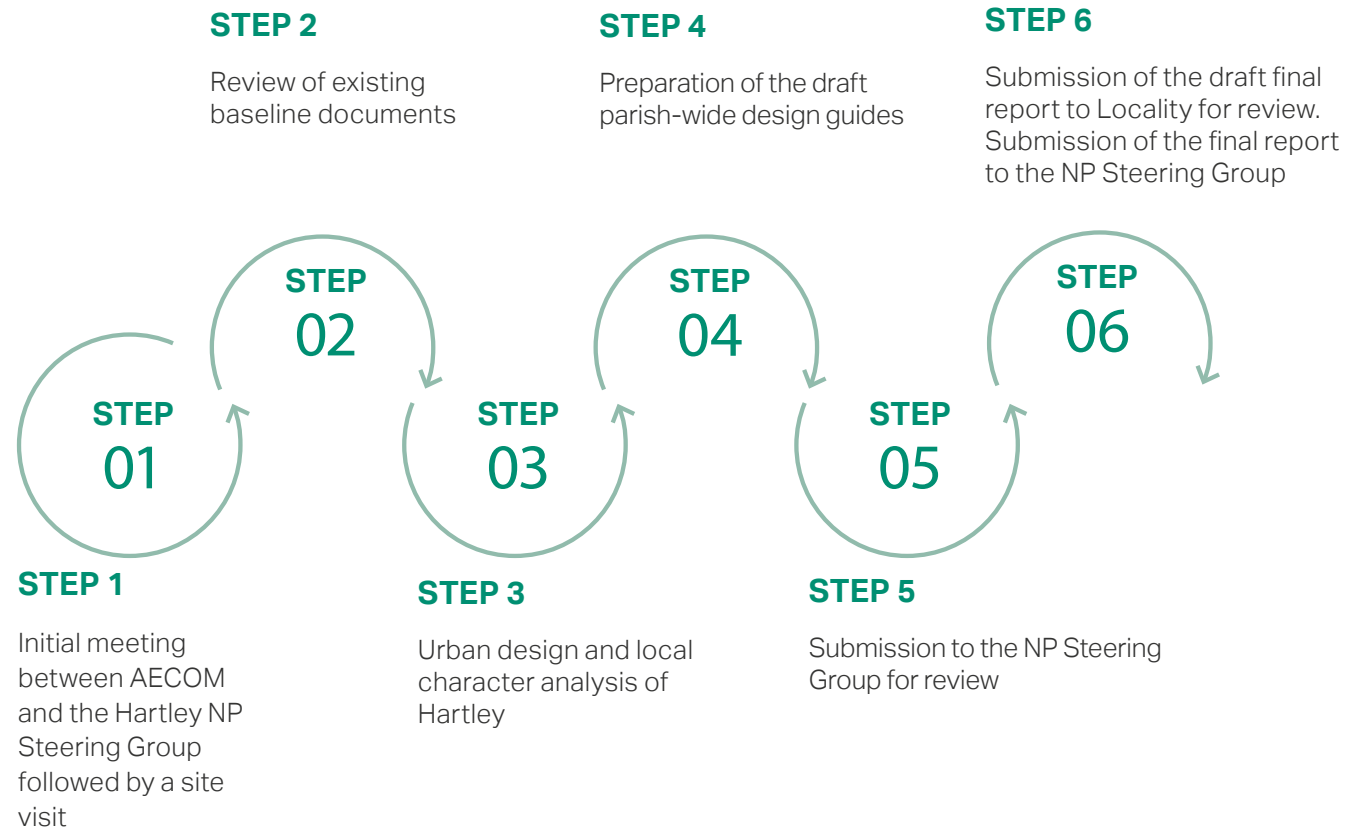 STEP 2
Review of existing
baseline documents
STEP 4
Preparation of the draft
parish-wide design guides
STEP 6
Submission of the draft final
report to Locality for review.
Submission of the final report
to the NP Steering Group
STEP
01
STEP
02
STEP
03
STEP
04
STEP
05
STEP
06
STEP 1
Initial meeting
between AECOM
and the Hartley NP
Steering Group
followed by a site
visit
STEP 3
Urban design and local
character analysis of
Hartley
STEP 5
Submission to the NP Steering
Group for review